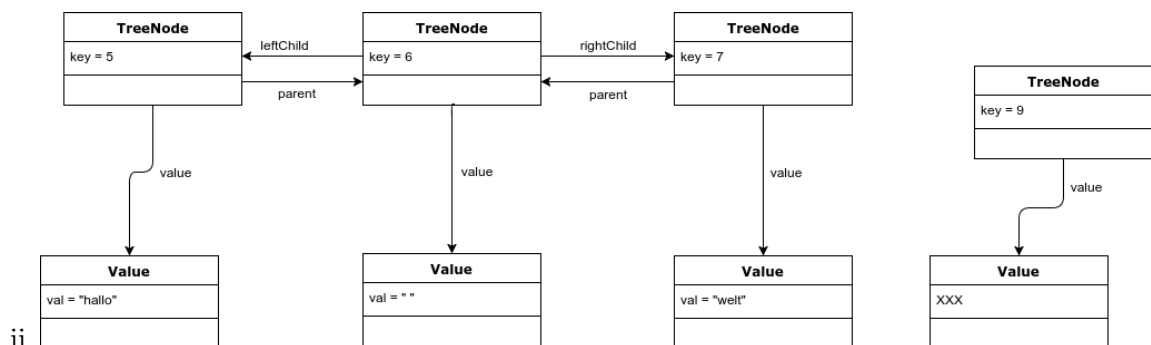 TreeNode
key = 5
leftChild
parent
TreeNode
key = 6
rightChild
parent
TreeNode
key = 7
TreeNode
key = 9
value
value
value
value
Value
val = "hallo"
Value
val = " "
Value
val = "welt"
Value
XXX
ii